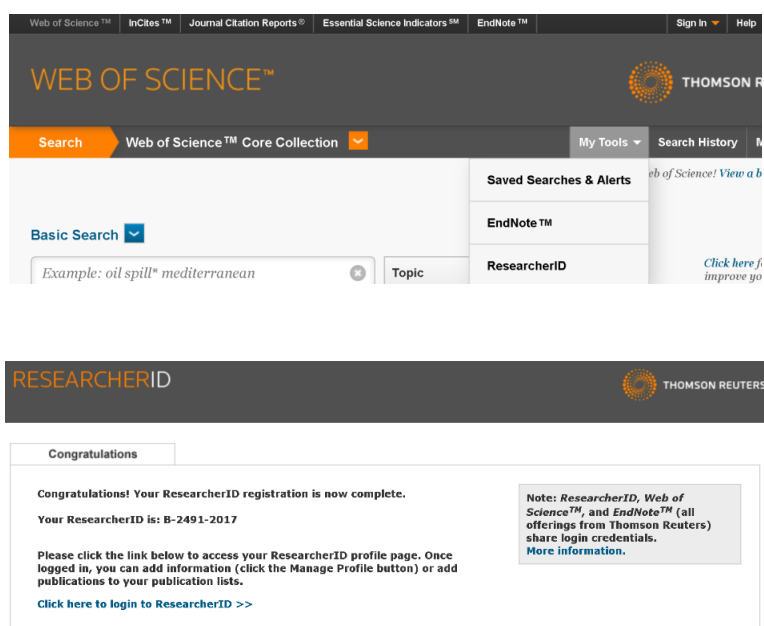 Web of Science™ InCites™ Journal Citation Reports® Essential Science Indicators℠ EndNote™ Sign In Help
WEB OF SCIENCE™ THOMSON R
Search Web of Science™ Core Collection My Tools Search History
Saved Searches & Alerts eb of Science! View a b
EndNote™
Basic Search
Example: oil spill* mediterranean Topic ResearcherID Click here f
improve yo
RESEARCHERID THOMSON REUTERS
Congratulations
Congratulations! Your ResearcherID registration is now complete.
Your ResearcherID is: B-2491-2017
Please click the link below to access your ResearcherID profile page. Once
logged in, you can add information (click the Manage Profile button) or add
publications to your publication lists.
Click here to login to ResearcherID >>
Note: ResearcherID, Web of
Science™, and EndNote™ (all
offerings from Thomson Reuters)
share login credentials.
More information.